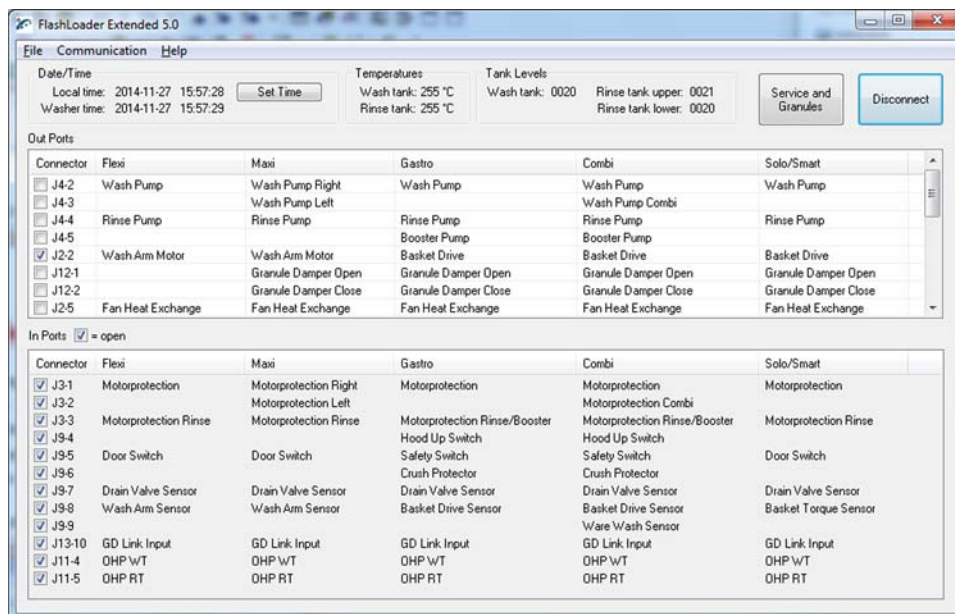 FlashLoader Extended 5.0
File Communication Help
Date/Time Temperatures Tank Levels
Local time: 2014-11-27 15:57:28 Set Time Wash tank: 255 °C Wash tank: 0020 Rinse tank upper: 0021 Service and Granules Disconnect
Washer time: 2014-11-27 15:57:29 Rinse tank: 255 °C Rinse tank lower: 0020
Out Ports
Connector Flexi Maxi Gastro Combi Solo/Smart
J4-2 Wash Pump Wash Pump Right Wash Pump Wash Pump Wash Pump
J4-3 Wash Pump Left Wash Pump Combi
J4-4 Rinse Pump Rinse Pump Rinse Pump Rinse Pump Rinse Pump
J4-5 Booster Pump Booster Pump
J2-2 Wash Arm Motor Wash Arm Motor Basket Drive Basket Drive Basket Drive
J12-1 Granule Damper Open Granule Damper Open Granule Damper Open Granule Damper Open
J12-2 Granule Damper Close Granule Damper Close Granule Damper Close Granule Damper Close
J2-5 Fan Heat Exchange Fan Heat Exchange Fan Heat Exchange Fan Heat Exchange Fan Heat Exchange
In Ports = open
Connector Flexi Maxi Gastro Combi Solo/Smart
J3-1 Motorprotection Motorprotection Right Motorprotection Motorprotection Motorprotection
J3-2 Motorprotection Left Motorprotection Combi
J3-3 Motorprotection Rinse Motorprotection Rinse Motorprotection Rinse/Booster Motorprotection Rinse/Booster Motorprotection Rinse
J9-4 Hood Up Switch Hood Up Switch
J9-5 Door Switch Door Switch Safety Switch Safety Switch Door Switch
J9-6 Crush Protector Crush Protector
J9-7 Drain Valve Sensor Drain Valve Sensor Drain Valve Sensor Drain Valve Sensor Drain Valve Sensor
J9-8 Wash Arm Sensor Wash Arm Sensor Basket Drive Sensor Basket Drive Sensor Basket Torque Sensor
J9-9 Ware Wash Sensor
J13-10 GD Link Input GD Link Input GD Link Input GD Link Input GD Link Input
J11-4 OHP WT OHP WT OHP WT OHP WT OHP WT
J11-5 OHP RT OHP RT OHP RT OHP RT OHP RT